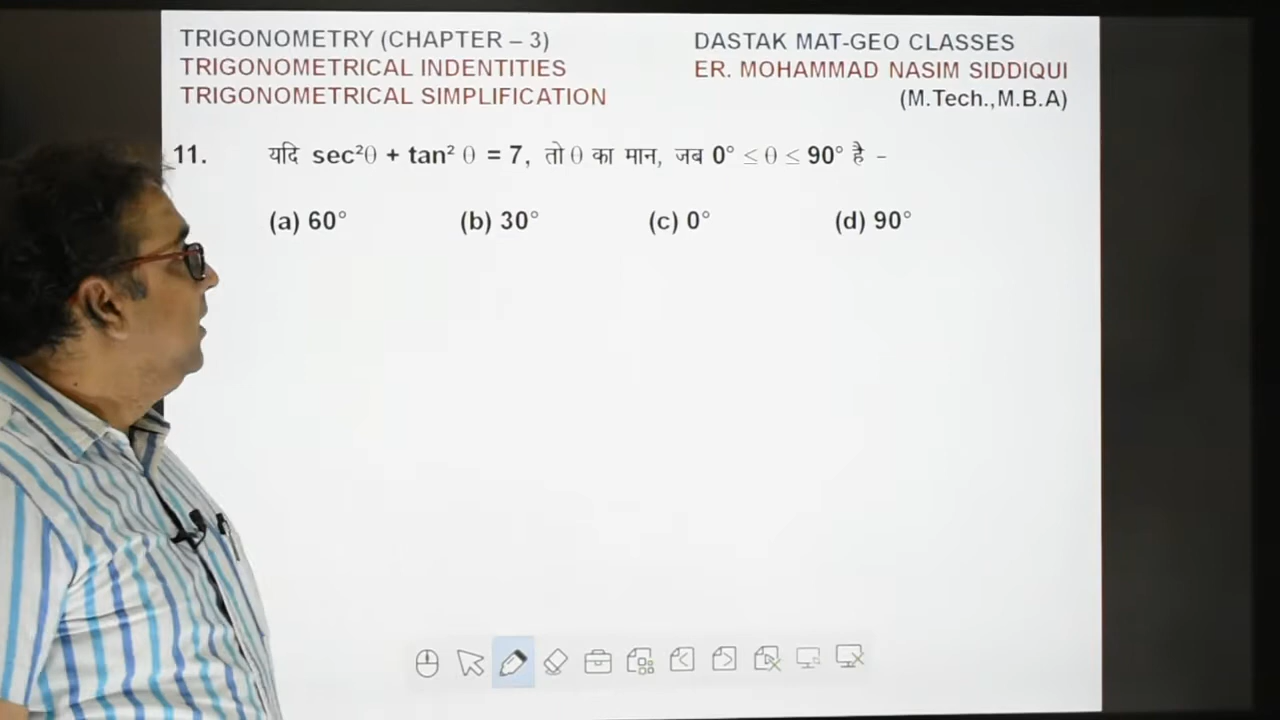 TRIGONOMETRY (CHAPTER – 3)
DASTAK MAT-GEO CLASSES
TRIGONOMETRICAL INDENTITIES
ER. MOHAMMAD NASIM SIDDIQUI
TRIGONOMETRICAL SIMPLIFICATION
(M.Tech.,M.B.A)
11. यदि sec²θ + tan² θ = 7, तो θ का मान, जब 0° ≤ θ ≤ 90° है –
(a) 60° (b) 30° (c) 0° (d) 90°